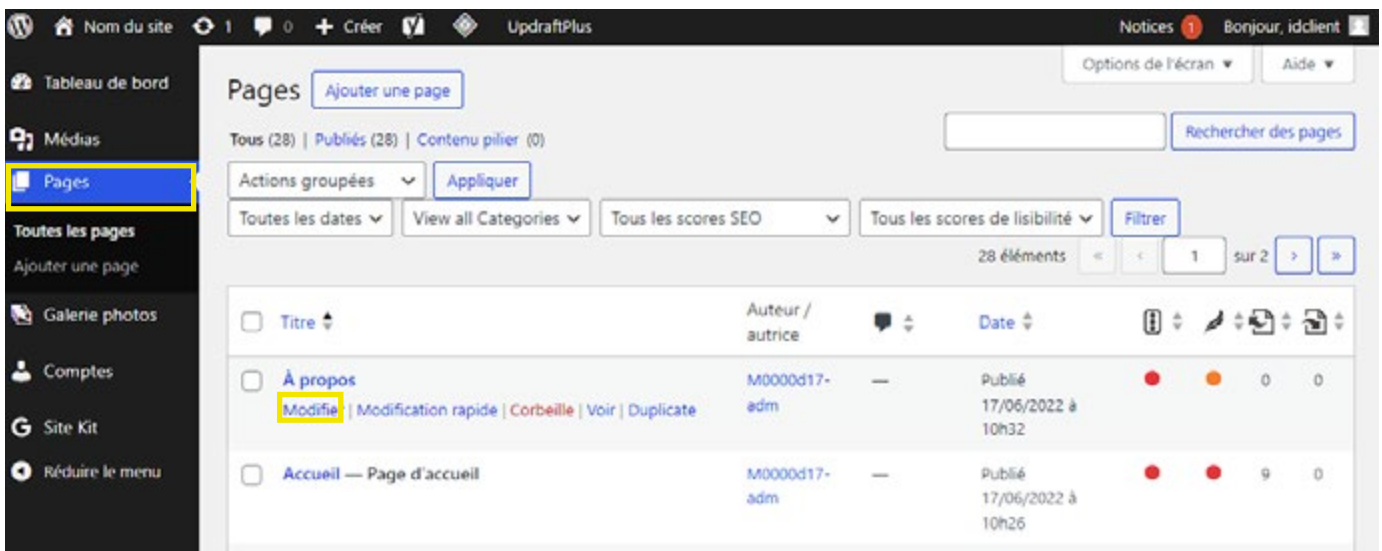 Nom du site 1 0 + Créer UpdraftPlus Notices 1 Bonjour, idclient
Options de l'écran ▼ Aide ▼
Tableau de bord
Médias
Pages
Toutes les pages
Ajouter une page
Galerie photos
Comptes
Site Kit
Réduire le menu
Pages Ajouter une page
Tous (28) | Publiés (28) | Contenu pilier (0)
Rechercher des pages
Actions groupées Appliquer
Toutes les dates View all Categories Tous les scores SEO Tous les scores de lisibilité Filtrer
28 éléments « ‹ 1 sur 2 › »
Titre Auteur / autrice Date
À propos
Modifier | Modification rapide | Corbeille | Voir | Duplicate
M0000d17-
adm
—
Publié
17/06/2022 à
10h32
0 0
Accueil — Page d'accueil
M0000d17-
adm
—
Publié
17/06/2022 à
10h26
9 0